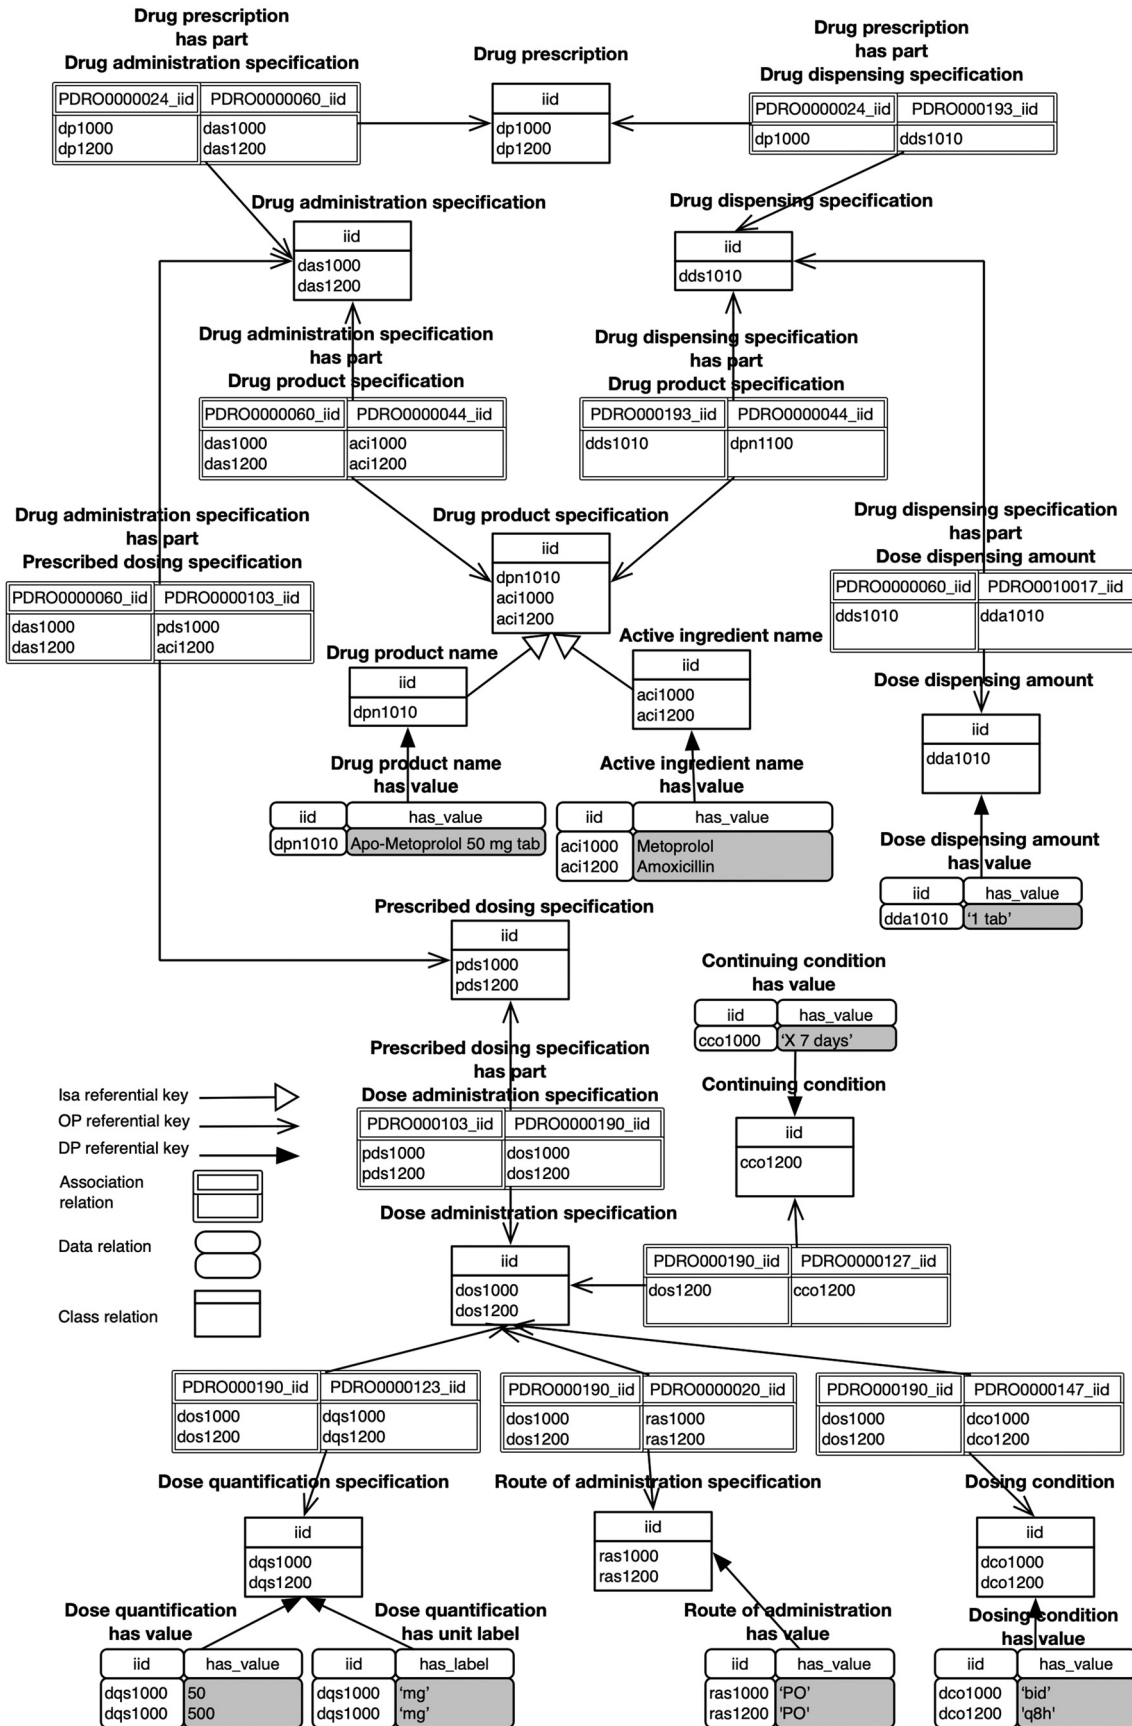 Drug prescription
has part
Drug administration specification
PDRO0000024_iid PDRO0000060_iid
dp1000 das1000
dp1200 das1200
Drug prescription
iid
dp1000
dp1200
Drug prescription
has part
Drug dispensing specification
PDRO0000024_iid PDRO000193_iid
dp1000 dds1010
Drug administration specification
iid
das1000
das1200
Drug dispensing specification
iid
dds1010
Drug administration specification
has part
Drug product specification
PDRO0000060_iid PDRO0000044_iid
das1000 aci1000
das1200 aci1200
Drug dispensing specification
has part
Drug product specification
PDRO000193_iid PDRO0000044_iid
dds1010 dpn1100
Drug administration specification
has part
Prescribed dosing specification
PDRO0000060_iid PDRO0000103_iid
das1000 pds1000
das1200 aci1200
Drug product specification
iid
dpn1010
aci1000
aci1200
Drug dispensing specification
has part
Dose dispensing amount
PDRO0000060_iid PDRO0010017_iid
dds1010 dda1010
Drug product name
iid
dpn1010
Active ingredient name
iid
aci1000
aci1200
Dose dispensing amount
iid
dda1010
Drug product name
has value
iid has_value
dpn1010 Apo-Metoprolol 50 mg tab
Active ingredient name
has value
iid has_value
aci1000 Metoprolol
aci1200 Amoxicillin
Dose dispensing amount
has value
iid has_value
dda1010 ‘1 tab’
Prescribed dosing specification
iid
pds1000
pds1200
Continuing condition
has value
iid has_value
cco1000 ‘X 7 days’
Prescribed dosing specification
has part
Dose administration specification
PDRO000103_iid PDRO0000190_iid
pds1000 dos1000
pds1200 dos1200
Continuing condition
iid
cco1200
Isa referential key
OP referential key
DP referential key
Association
relation
Data relation
Class relation
Dose administration specification
iid
dos1000
dos1200
PDRO000190_iid PDRO0000127_iid
dos1200 cco1200
PDRO000190_iid PDRO0000123_iid
dos1000 dqs1000
dos1200 dqs1200
PDRO000190_iid PDRO0000020_iid
dos1000 ras1000
dos1200 ras1200
PDRO000190_iid PDRO0000147_iid
dos1000 dco1000
dos1200 dco1200
Dose quantification specification
iid
dqs1000
dqs1200
Route of administration specification
iid
ras1000
ras1200
Dosing condition
iid
dco1000
dco1200
Dose quantification
has value
iid has_value
dqs1000 50
dqs1000 500
Dose quantification
has unit label
iid has_label
dqs1000 ‘mg’
dqs1000 ‘mg’
Route of administration
has value
iid has_value
ras1000 ‘PO’
ras1200 'PO'
Dosing condition
has value
iid has_value
dco1000 ‘bid’
dco1200 'q8h'